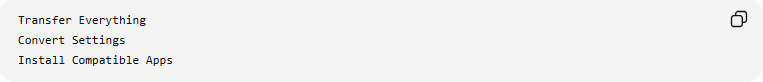 Transfer Everything
Convert Settings
Install Compatible Apps